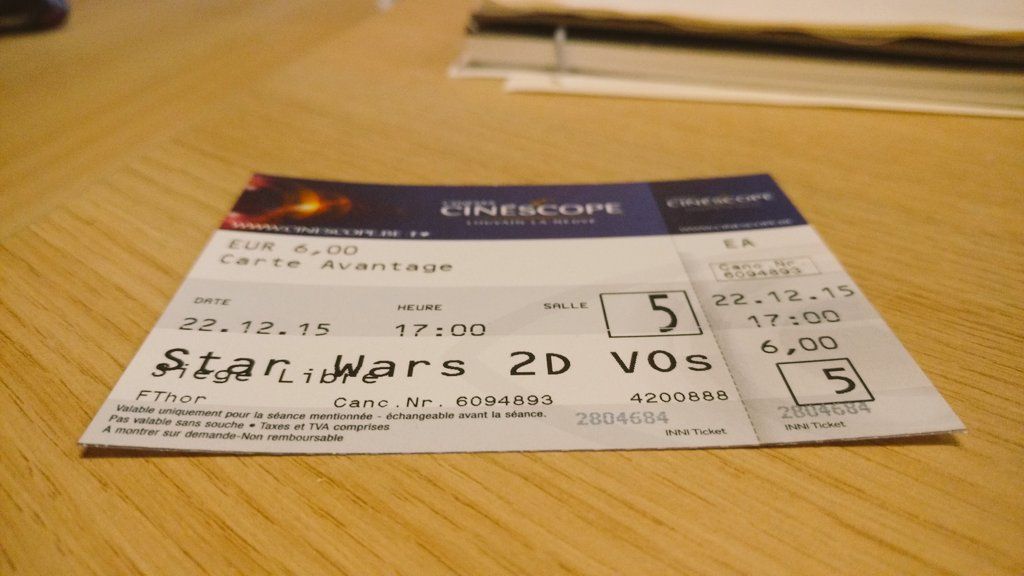 CINÉSCOPE
LOUVAIN LA NEUVE
WWW.CINESCOPE.BE
EUR 6,00
Carte Avantage
DATE HEURE SALLE 5
22.12.15 17:00
Star Wars 2D VOs
Siège Libre
FThor Canc.Nr. 6094893 4200888
Valable uniquement pour la séance mentionnée - échangeable avant la séance.
Pas valable sans souche • Taxes et TVA comprises
A montrer sur demande-Non remboursable
2804684
INNI Ticket
CINESCOPE
EA
Canc.Nr.
6094893
22.12.15
17:00
6,00
5
2804684
INNI Ticket